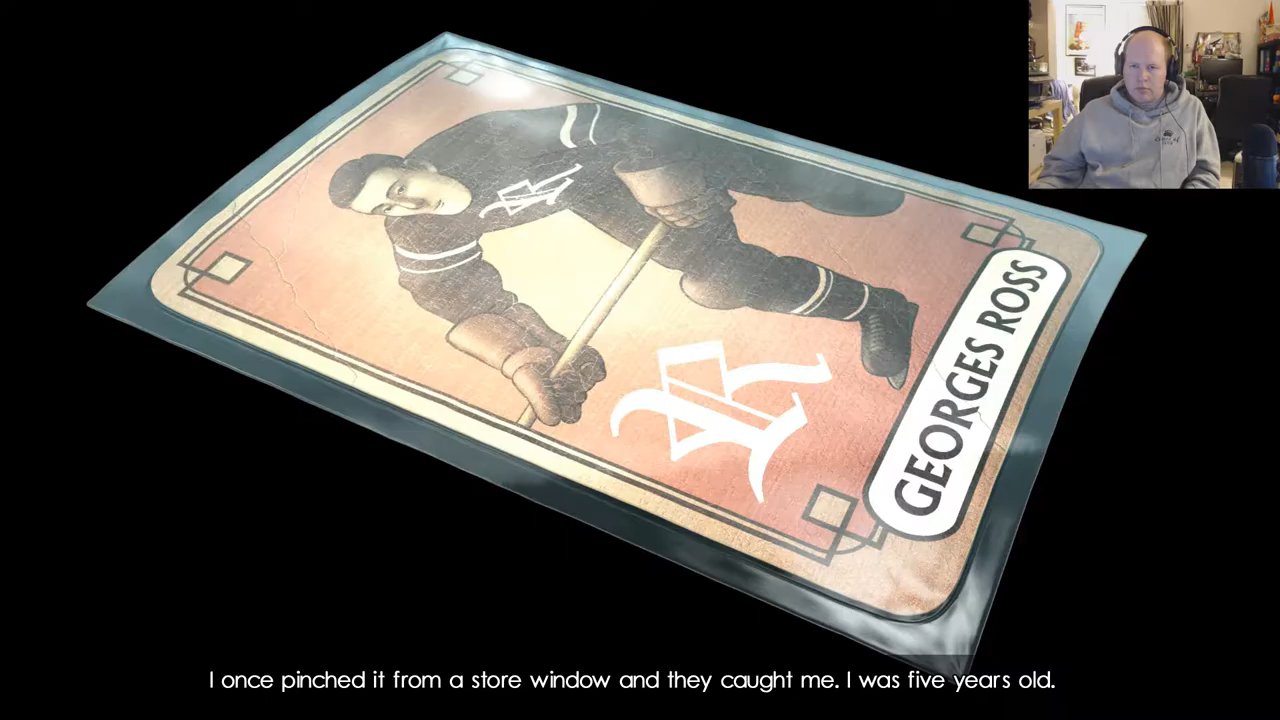 R
R
GEORGES ROSS
I once pinched it from a store window and they caught me. I was five years old.